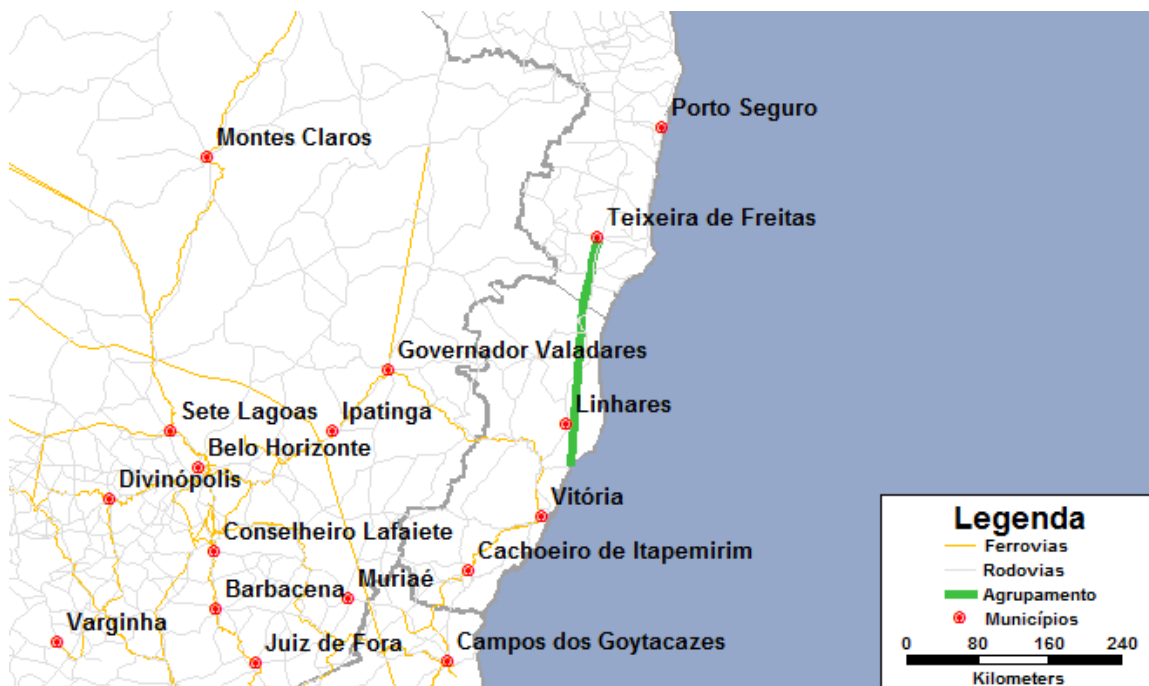 Porto Seguro
Montes Claros
Teixeira de Freitas
Governador Valadares
Sete Lagoas
Ipatinga
Linhares
Belo Horizonte
Divinópolis
Vitória
Conselheiro Lafaiete
Cachoeiro de Itapemirim
Muriaé
Barbacena
Varginha
Juiz de Fora
Campos dos Goytacazes
Legenda
Ferrovias
Rodovias
Agrupamento
Municípios
0 80 160 240
Kilometers